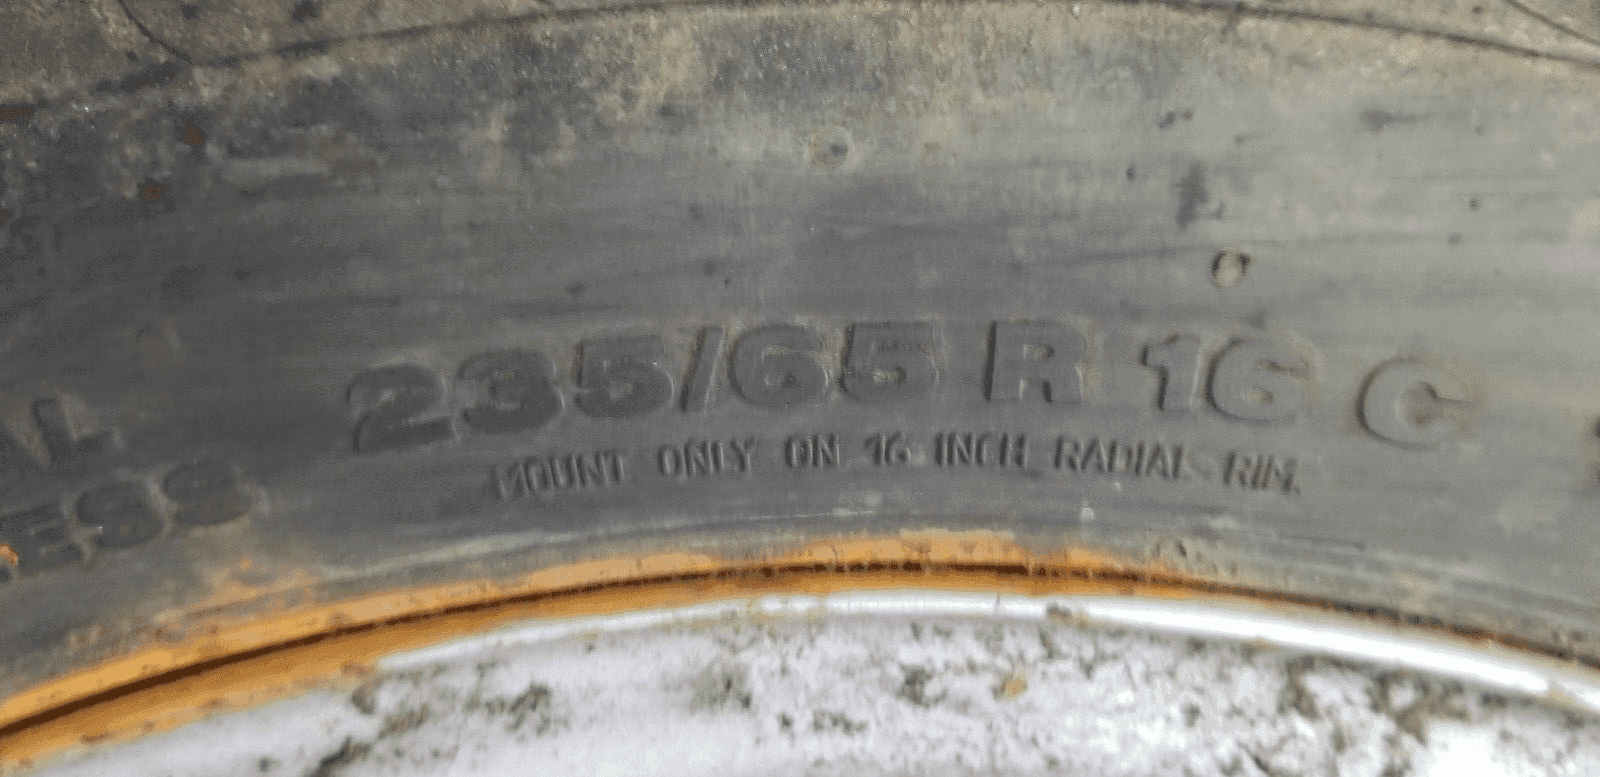 235/65 R 16 C
MOUNT ONLY ON 16 INCH RADIAL RIM.